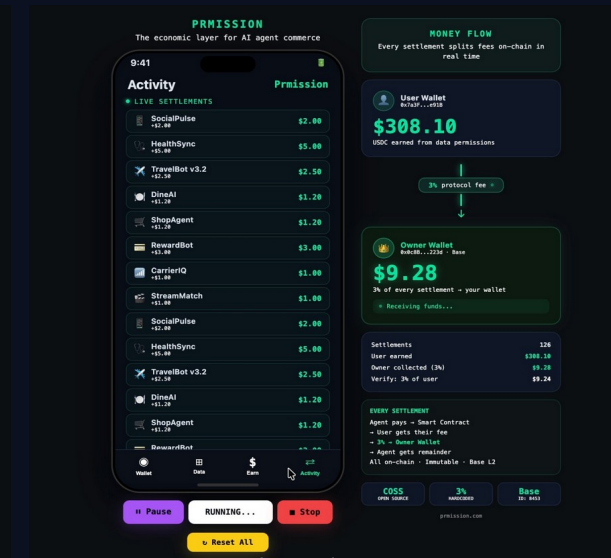 PRMISSION
The economic layer for AI agent commerce
9:41
Activity
Prmission
LIVE SETTLEMENTS
SocialPulse
+$2.00
$2.00
HealthSync
+$5.00
$5.00
TravelBot v3.2
+$2.50
$2.50
DineAI
+$1.20
$1.20
ShopAgent
+$1.20
$1.20
RewardBot
+$3.00
$3.00
CarrierIQ
+$1.00
$1.00
StreamMatch
+$1.00
$1.00
SocialPulse
+$2.00
$2.00
HealthSync
+$5.00
$5.00
TravelBot v3.2
+$2.50
$2.50
DineAI
+$1.20
$1.20
ShopAgent
+$1.20
$1.20
RewardBot
Wallet
Data
$
Earn
Activity
Pause
RUNNING...
Stop
↻ Reset All
MONEY FLOW
Every settlement splits fees on-chain in
real time
User Wallet
0x7a3F...e91B
$308.10
USDC earned from data permissions
3% protocol fee
Owner Wallet
0x0c8B...223d · Base
$9.28
3% of every settlement → your wallet
Receiving funds...
Settlements 126
User earned $308.10
Owner collected (3%) $9.28
Verify: 3% of user $9.24
EVERY SETTLEMENT
Agent pays → Smart Contract
→ User gets their fee
→ 3% → Owner Wallet
→ Agent gets remainder
All on-chain · Immutable · Base L2
COSS
OPEN SOURCE
3%
HARDCODED
Base
ID: 8453
prmission.com